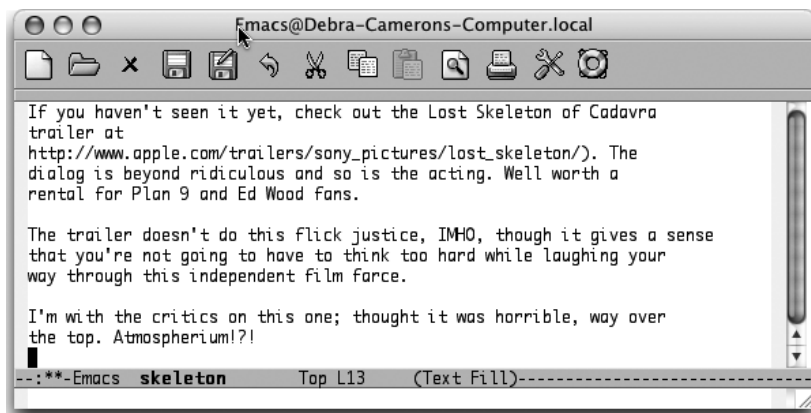 Emacs@Debra-Camerons-Computer.local
If you haven't seen it yet, check out the Lost Skeleton of Cadavra
trailer at
http://www.apple.com/trailers/sony_pictures/lost_skeleton/). The
dialog is beyond ridiculous and so is the acting. Well worth a
rental for Plan 9 and Ed Wood fans.
The trailer doesn't do this flick justice, IMHO, though it gives a sense
that you're not going to have to think too hard while laughing your
way through this independent film farce.
I'm with the critics on this one; thought it was horrible, way over
the top. Atmospherium!?!
--:**-Emacs  skeleton       Top L13     (Text Fill)--------------------------------